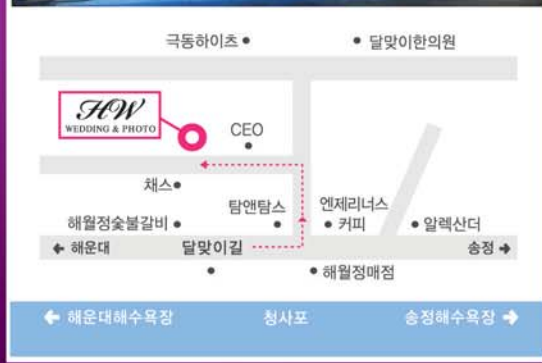 극동하이츠
달맞이한의원
HW
WEDDING & PHOTO
CEO
채스
탐앤탐스
엔제리너스
커피
해월정숯불갈비
알렉산더
해운대
달맞이길
송정
해월정매점
해운대해수욕장
청사포
송정해수욕장